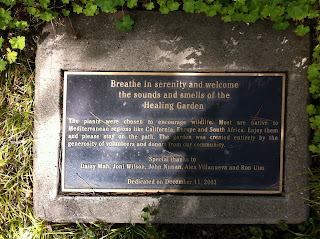 Breathe in serenity and welcome
the sounds and smells of the
Healing Garden
The plants were chosen to encourage wildlife. Most are native to
Mediterranean regions like California, Europe and South Africa. Enjoy them
and please stay on the path. The garden was created entirely by the
generosity of volunteers and donors from our community.
Special thanks to
Daisy Mah, Joni Wilson, John Niman, Alex Villanueva and Ron Ulm
Dedicated on December 11, 2003